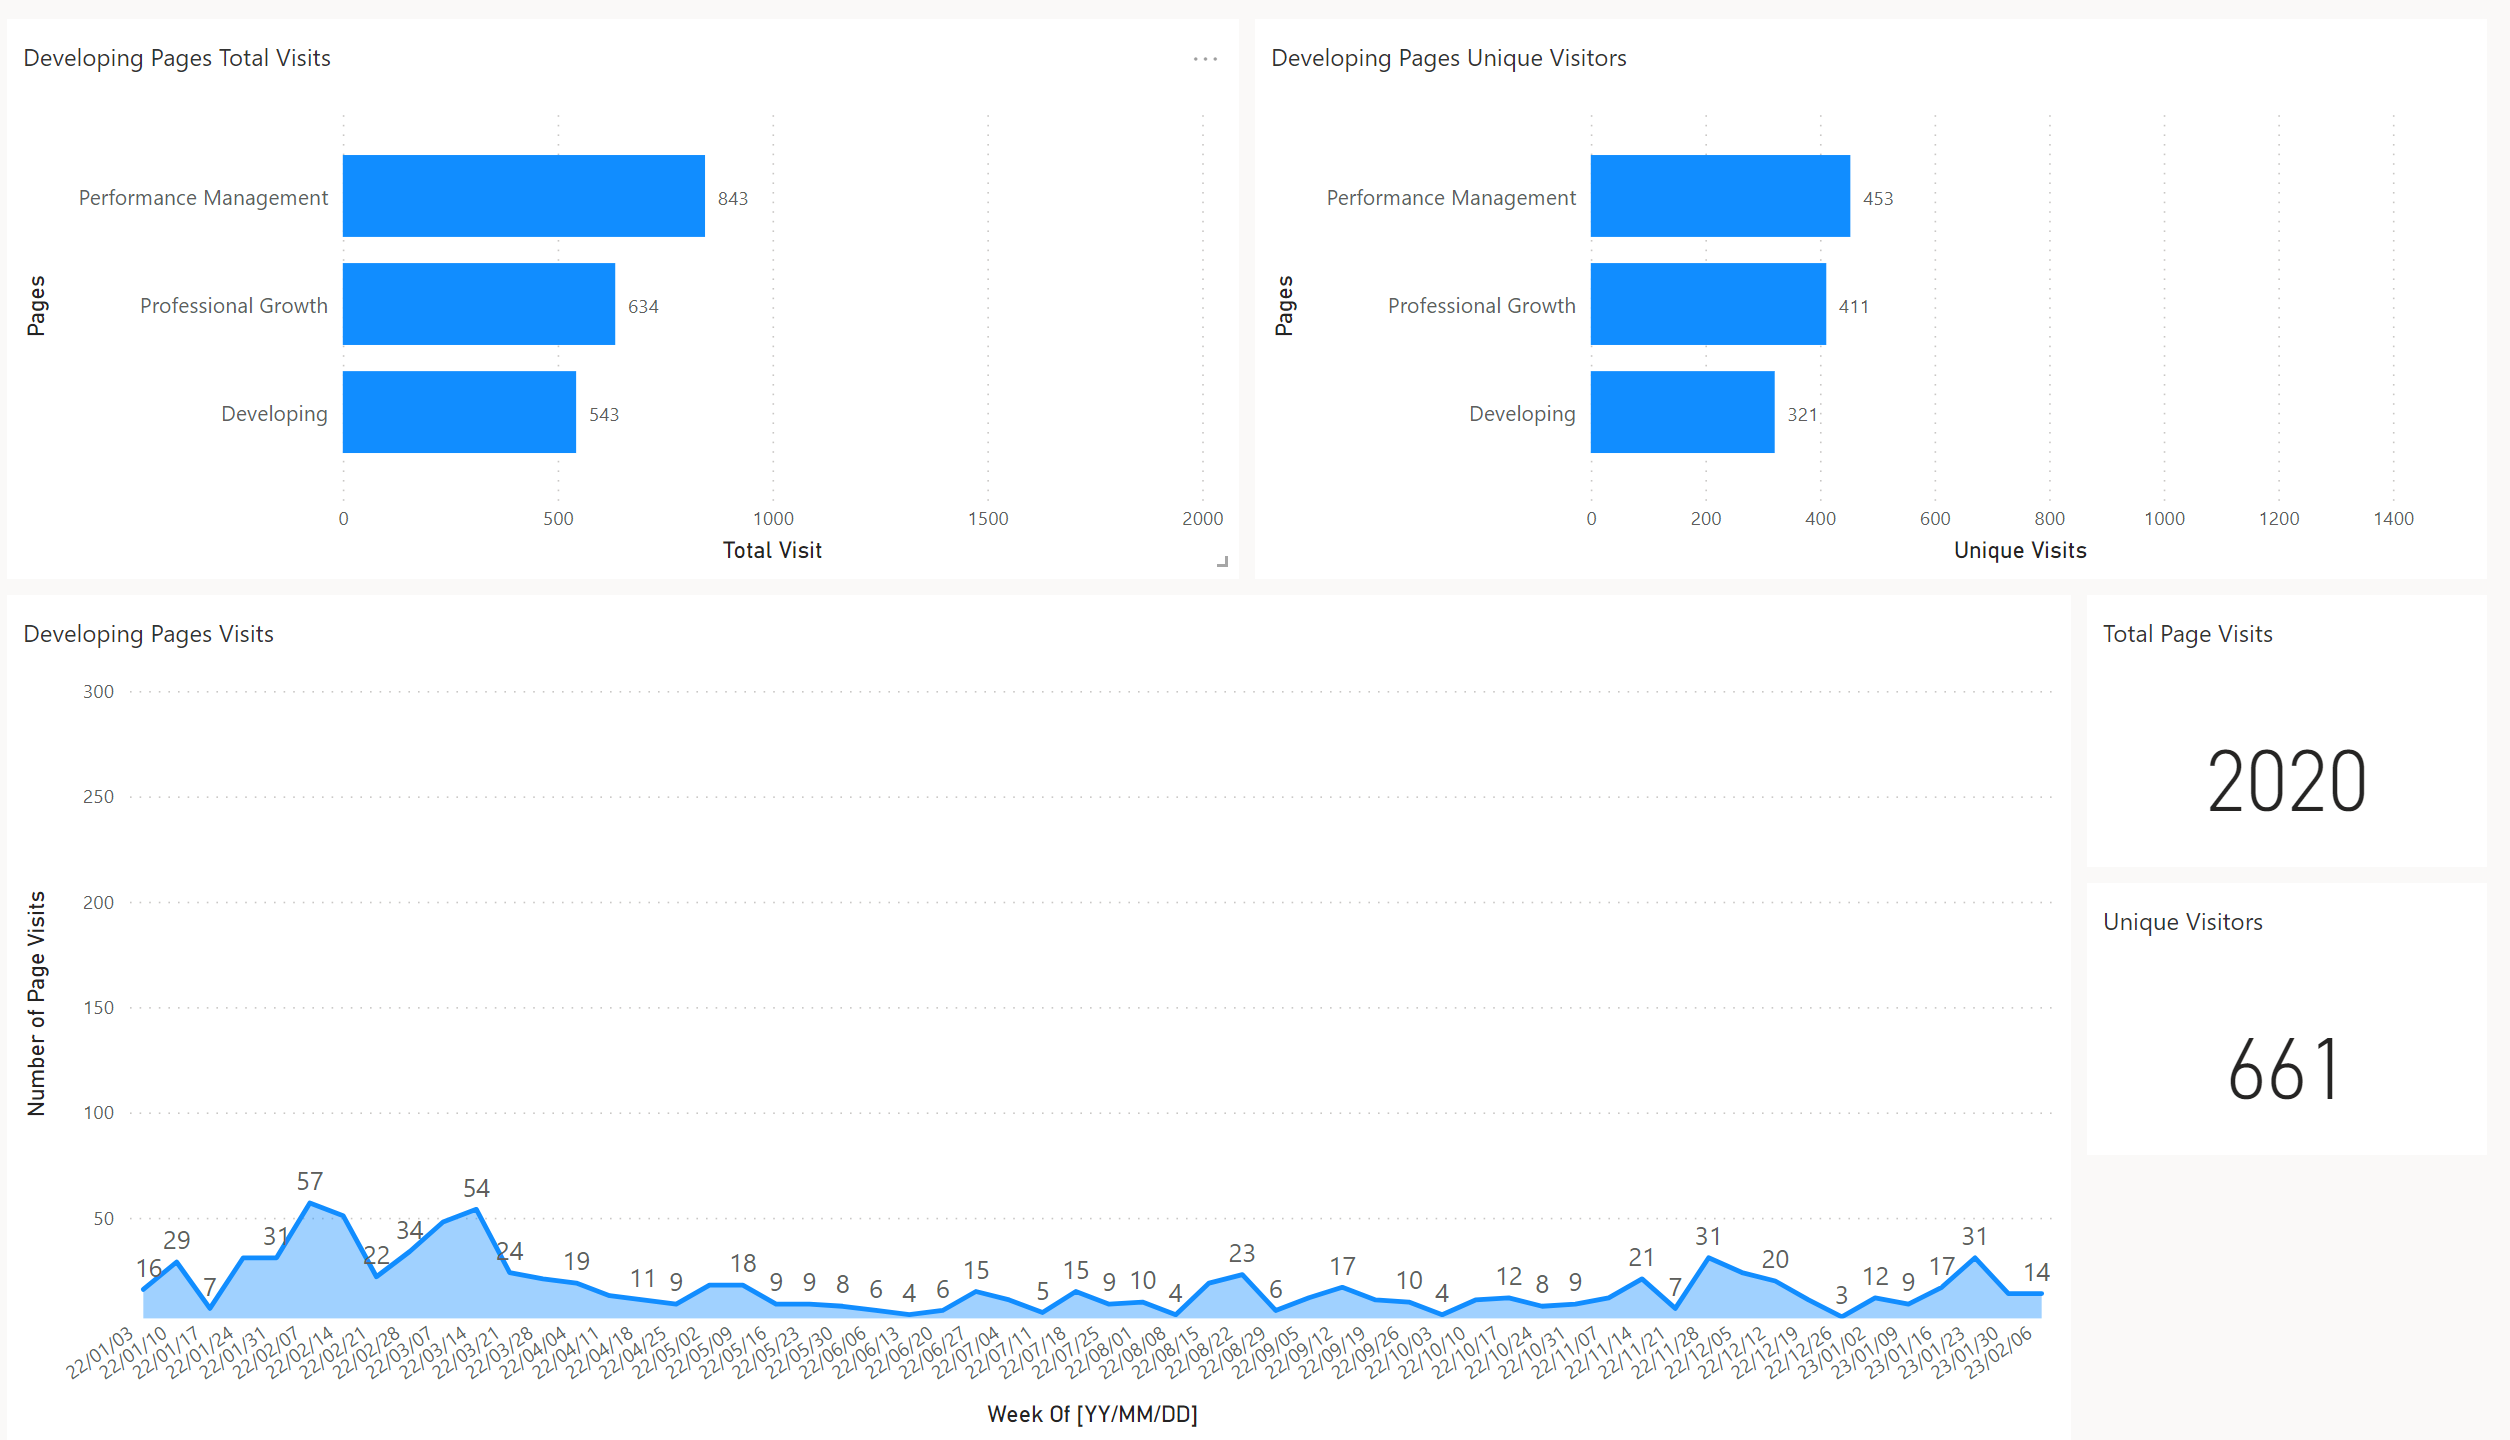 Developing Pages Total Visits
Pages
Performance Management 843
Professional Growth 634
Developing 543
0 500 1000 1500 2000
Total Visit
Developing Pages Unique Visitors
Pages
Performance Management 453
Professional Growth 411
Developing 321
0 200 400 600 800 1000 1200 1400
Unique Visits
Developing Pages Visits
Number of Page Visits
300
250
200
150
100
50
16 29 7 31 57 22 34 54 24 19 11 9 18 9 9 8 6 4 6 15 5 15 9 10 4 23 6 17 10 4 12 8 9 21 7 31 20 3 12 9 17 31 14
22/01/03 22/01/10 22/01/17 22/01/24 22/01/31 22/02/07 22/02/14 22/02/21 22/02/28 22/03/07 22/03/14 22/03/21 22/03/28 22/04/04 22/04/11 22/04/18 22/04/25 22/05/02 22/05/09 22/05/16 22/05/23 22/05/30 22/06/06 22/06/13 22/06/20 22/06/27 22/07/04 22/07/11 22/07/18 22/07/25 22/08/01 22/08/08 22/08/15 22/08/22 22/08/29 22/09/05 22/09/12 22/09/19 22/09/26 22/10/03 22/10/10 22/10/17 22/10/24 22/10/31 22/11/07 22/11/14 22/11/21 22/11/28 22/12/05 22/12/12 22/12/19 22/12/26 23/01/02 23/01/09 23/01/16 23/01/23 23/01/30 23/02/06
Week Of [YY/MM/DD]
Total Page Visits
2020
Unique Visitors
661